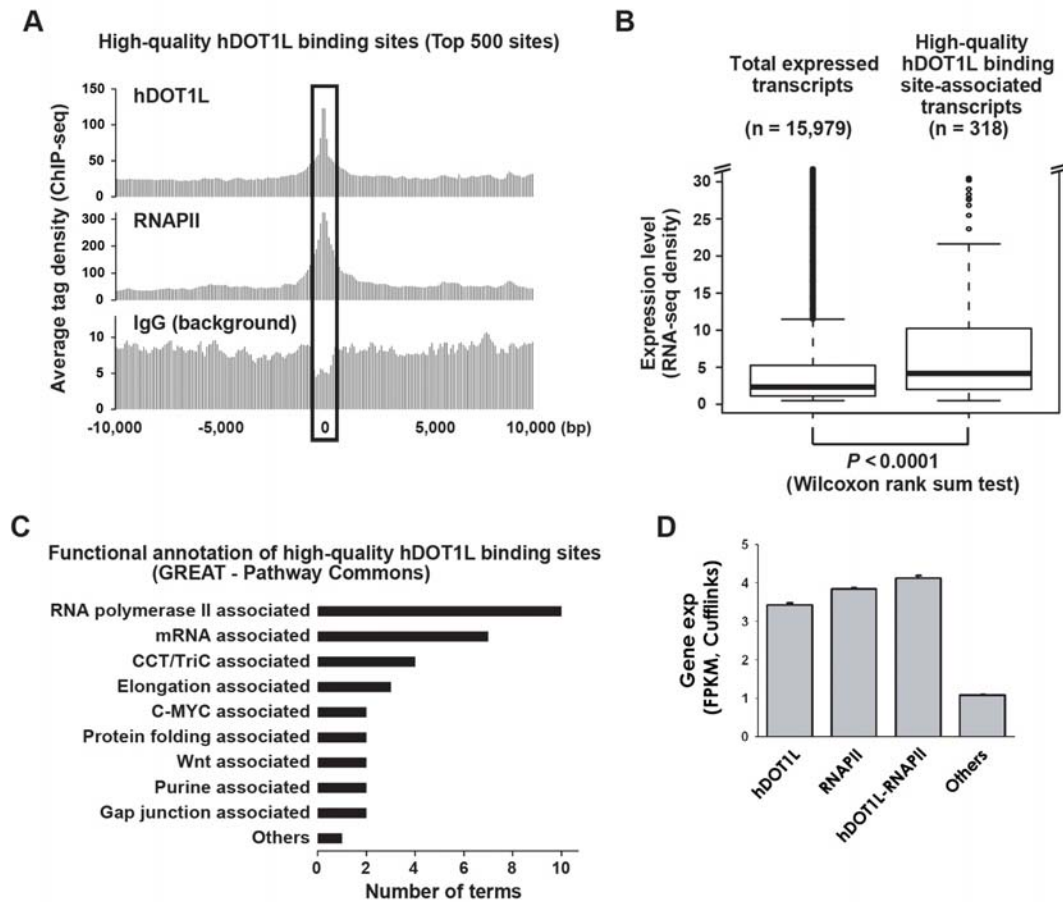 A
High-quality hDOT1L binding sites (Top 500 sites)
Average tag density (ChIP-seq)
hDOT1L
150
100
50
0
RNAPII
300
200
100
0
IgG (background)
10
5
0
-10,000 -5,000 0 5,000 10,000 (bp)
B
Total expressed
transcripts
(n = 15,979)
High-quality
hDOT1L binding
site-associated
transcripts
(n = 318)
Expression level
(RNA-seq density)
30
25
20
15
10
5
0
P < 0.0001
(Wilcoxon rank sum test)
C
Functional annotation of high-quality hDOT1L binding sites
(GREAT - Pathway Commons)
RNA polymerase II associated
mRNA associated
CCT/TriC associated
Elongation associated
C-MYC associated
Protein folding associated
Wnt associated
Purine associated
Gap junction associated
Others
0 2 4 6 8 10
Number of terms
D
Gene exp
(FPKM, Cufflinks)
5
4
3
2
1
0
hDOT1L
RNAPII
hDOT1L-RNAPII
Others